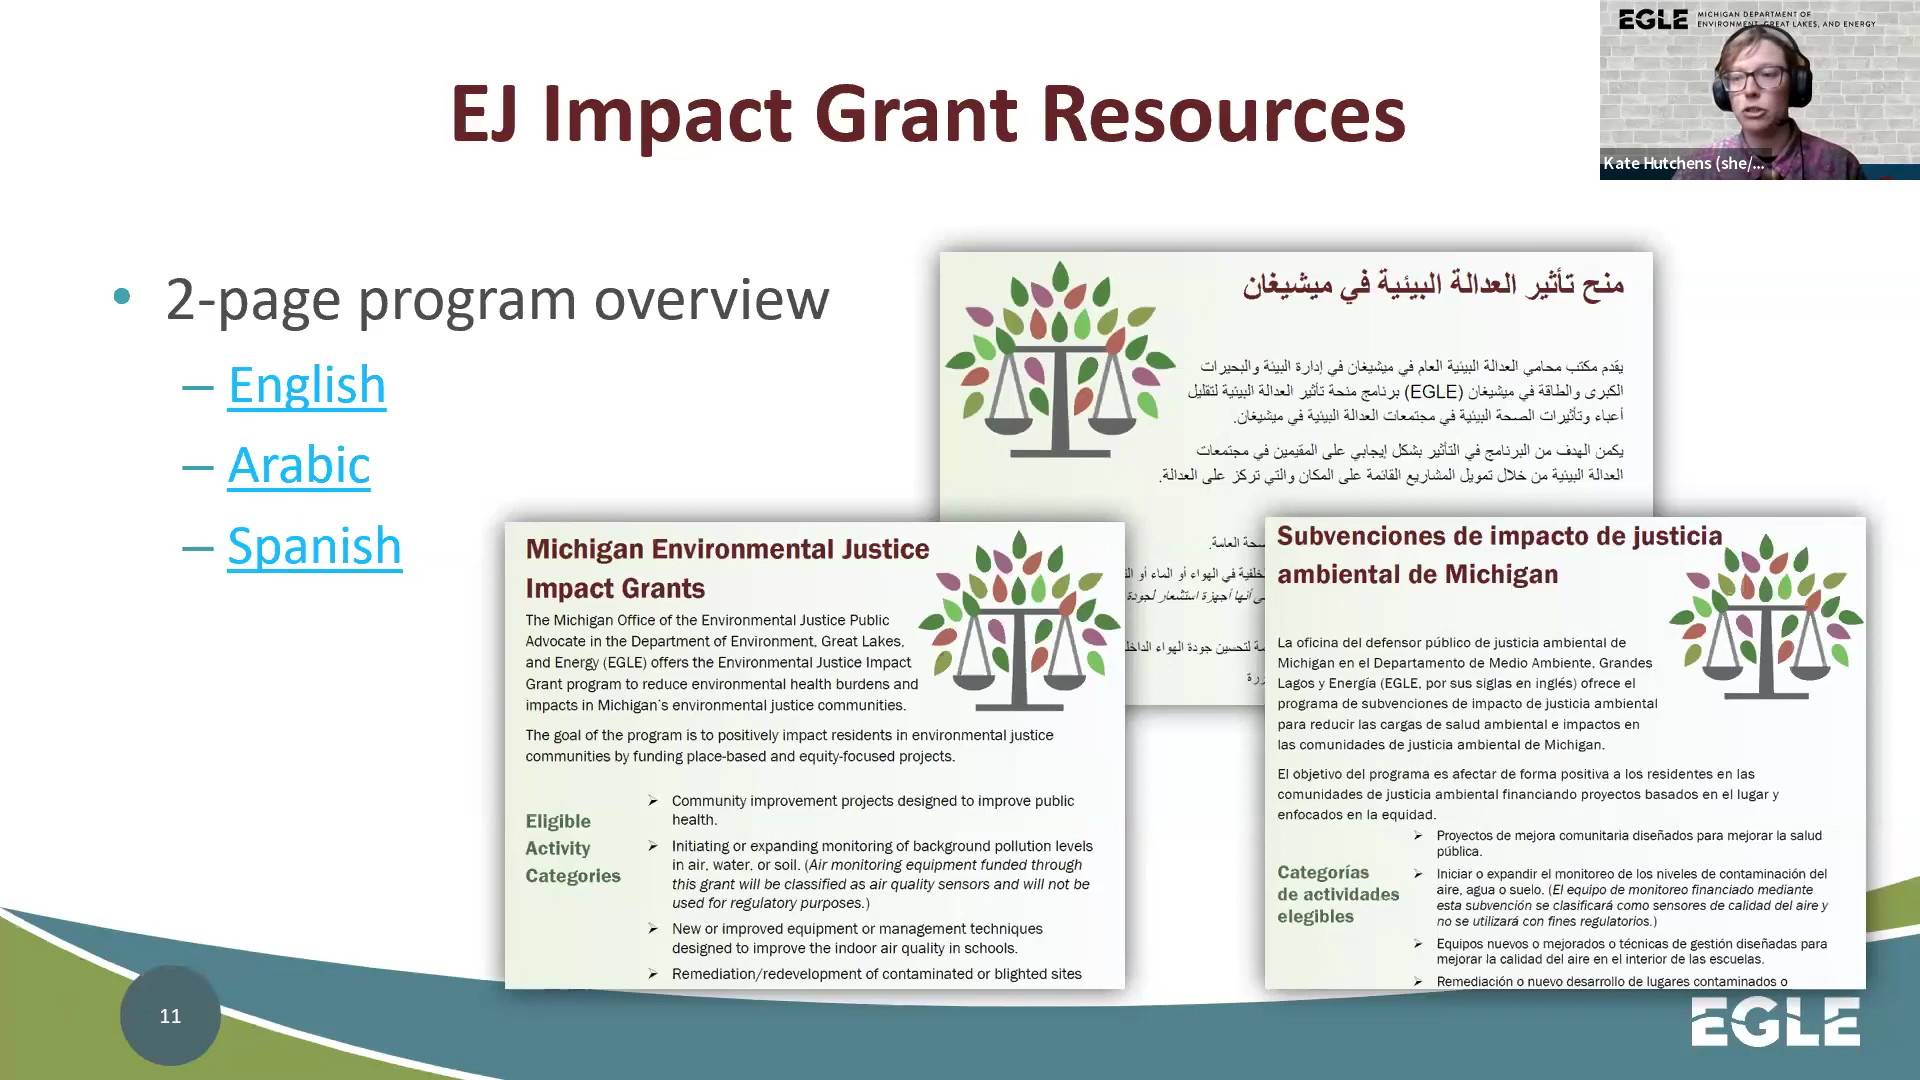 EGLE MICHIGAN DEPARTMENT OF
ENVIRONMENT, GREAT LAKES, AND ENERGY
Kate Hutchens (she/...
EJ Impact Grant Resources
• 2-page program overview
– English
– Arabic
– Spanish
منح تأثير العدالة البيئية في ميشيغان
يقدم مكتب محامي العدالة البيئية العام في ميشيغان في إدارة البيئة والبحيرات
الكبرى والطاقة في ميشيغان (EGLE) برنامج منحة تأثير العدالة البيئية لتقليل
أعباء وتأثيرات الصحة البيئية في مجتمعات العدالة البيئية في ميشيغان.
يكمن الهدف من البرنامج في التأثير بشكل إيجابي على المقيمين في مجتمعات
العدالة البيئية من خلال تمويل المشاريع القائمة على المكان والتي تركز على العدالة.
العامة.
في الهواء أو الماء أو
أنها أجهزة استشعار لجودة
لتحسين جودة الهواء
Michigan Environmental Justice
Impact Grants
The Michigan Office of the Environmental Justice Public
Advocate in the Department of Environment, Great Lakes,
and Energy (EGLE) offers the Environmental Justice Impact
Grant program to reduce environmental health burdens and
impacts in Michigan's environmental justice communities.
The goal of the program is to positively impact residents in environmental justice
communities by funding place-based and equity-focused projects.
Eligible
Activity
Categories
➢ Community improvement projects designed to improve public
health.
➢ Initiating or expanding monitoring of background pollution levels
in air, water, or soil. (Air monitoring equipment funded through
this grant will be classified as air quality sensors and will not be
used for regulatory purposes.)
➢ New or improved equipment or management techniques
designed to improve the indoor air quality in schools.
➢ Remediation/redevelopment of contaminated or blighted sites
Subvenciones de impacto de justicia
ambiental de Michigan
La oficina del defensor público de justicia ambiental de
Michigan en el Departamento de Medio Ambiente, Grandes
Lagos y Energía (EGLE, por sus siglas en inglés) ofrece el
programa de subvenciones de impacto de justicia ambiental
para reducir las cargas de salud ambiental e impactos en
las comunidades de justicia ambiental de Michigan.
El objetivo del programa es afectar de forma positiva a los residentes en las
comunidades de justicia ambiental financiando proyectos basados en el lugar y
enfocados en la equidad.
Categorías
de actividades
elegibles
➢ Proyectos de mejora comunitaria diseñados para mejorar la salud
pública.
➢ Iniciar o expandir el monitoreo de los niveles de contaminación del
aire, agua o suelo. (El equipo de monitoreo financiado mediante
esta subvención se clasificará como sensores de calidad del aire y
no se utilizará con fines regulatorios.)
➢ Equipos nuevos o mejorados o técnicas de gestión diseñadas para
mejorar la calidad del aire en el interior de las escuelas.
➢ Remediación o nuevo desarrollo de lugares contaminados o
11
EGLE